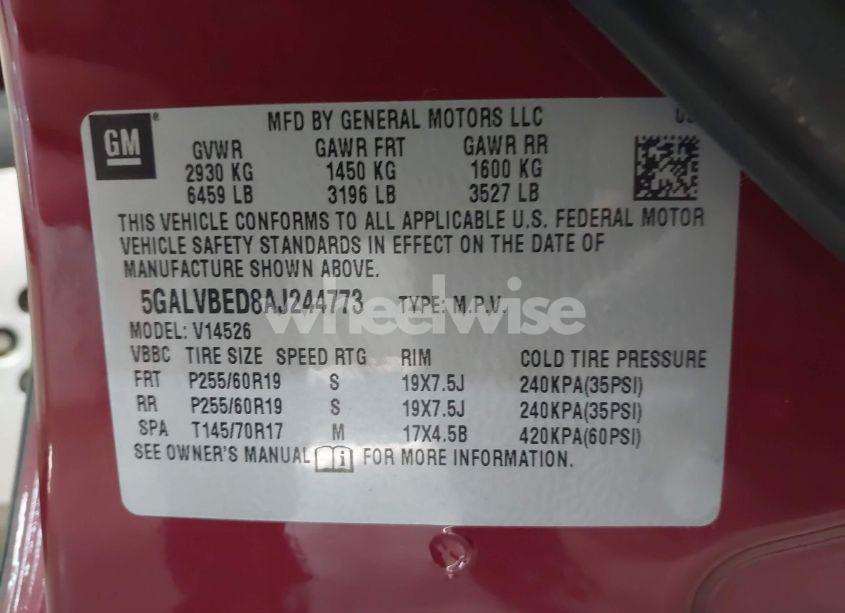 GM ®
MFD BY GENERAL MOTORS LLC
GVWR GAWR FRT GAWR RR
2930 KG 1450 KG 1600 KG
6459 LB 3196 LB 3527 LB
THIS VEHICLE CONFORMS TO ALL APPLICABLE U.S. FEDERAL MOTOR
VEHICLE SAFETY STANDARDS IN EFFECT ON THE DATE OF
MANUFACTURE SHOWN ABOVE.
5GALVBED8AJ244773 TYPE: M.P.V.
wheelwise
MODEL: V14526
VBBC TIRE SIZE SPEED RTG RIM COLD TIRE PRESSURE
FRT P255/60R19 S 19X7.5J 240KPA(35PSI)
RR P255/60R19 S 19X7.5J 240KPA(35PSI)
SPA T145/70R17 M 17X4.5B 420KPA(60PSI)
SEE OWNER'S MANUAL i FOR MORE INFORMATION.